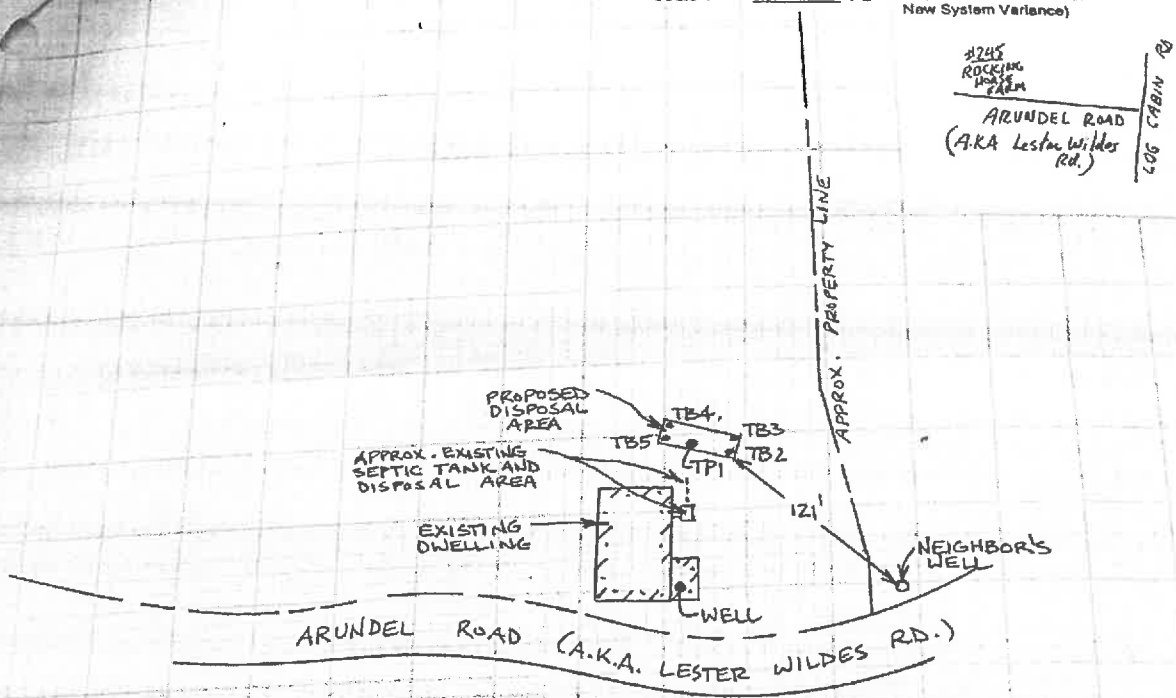 New System Variance)
#245
ROCKING
HORSE
FARM
ARUNDEL ROAD
(A.KA Lester Wildes
Rd.)
LOG CABIN RD
APPROX. PROPERTY LINE
PROPOSED
DISPOSAL
AREA
TB4.
TB3
TB5
TP1
TB2
APPROX. EXISTING
SEPTIC TANK AND
DISPOSAL AREA
121'
EXISTING
DWELLING
NEIGHBOR'S
WELL
WELL
ARUNDEL ROAD (A.K.A. LESTER WILDES RD.)